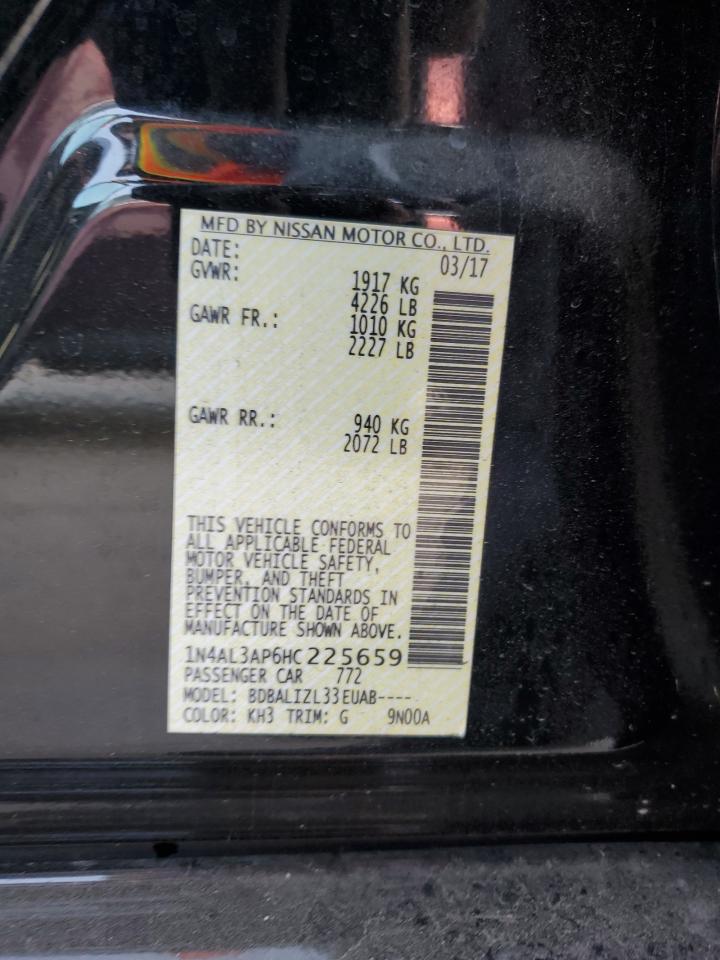 MFD BY NISSAN MOTOR CO., LTD.
DATE: 03/17
GVWR: 1917 KG
4226 LB
GAWR FR.: 1010 KG
2227 LB
GAWR RR.: 940 KG
2072 LB
THIS VEHICLE CONFORMS TO
ALL APPLICABLE FEDERAL
MOTOR VEHICLE SAFETY,
BUMPER, AND THEFT
PREVENTION STANDARDS IN
EFFECT ON THE DATE OF
MANUFACTURE SHOWN ABOVE.
1N4AL3AP6HC225659
PASSENGER CAR 772
MODEL: BDBALIZL33EUAB----
COLOR: KH3 TRIM: G 9N00A